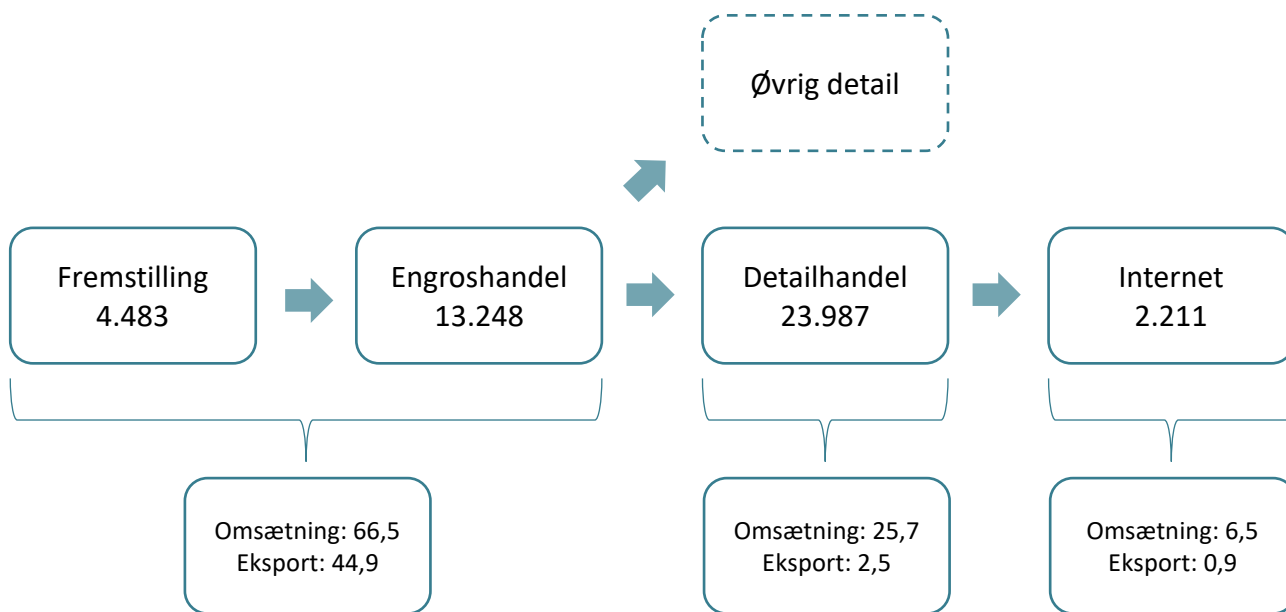 Øvrig detail
Fremstilling
4.483
Engroshandel
13.248
Detailhandel
23.987
Internet
2.211
Omsætning: 66,5
Eksport: 44,9
Omsætning: 25,7
Eksport: 2,5
Omsætning: 6,5
Eksport: 0,9